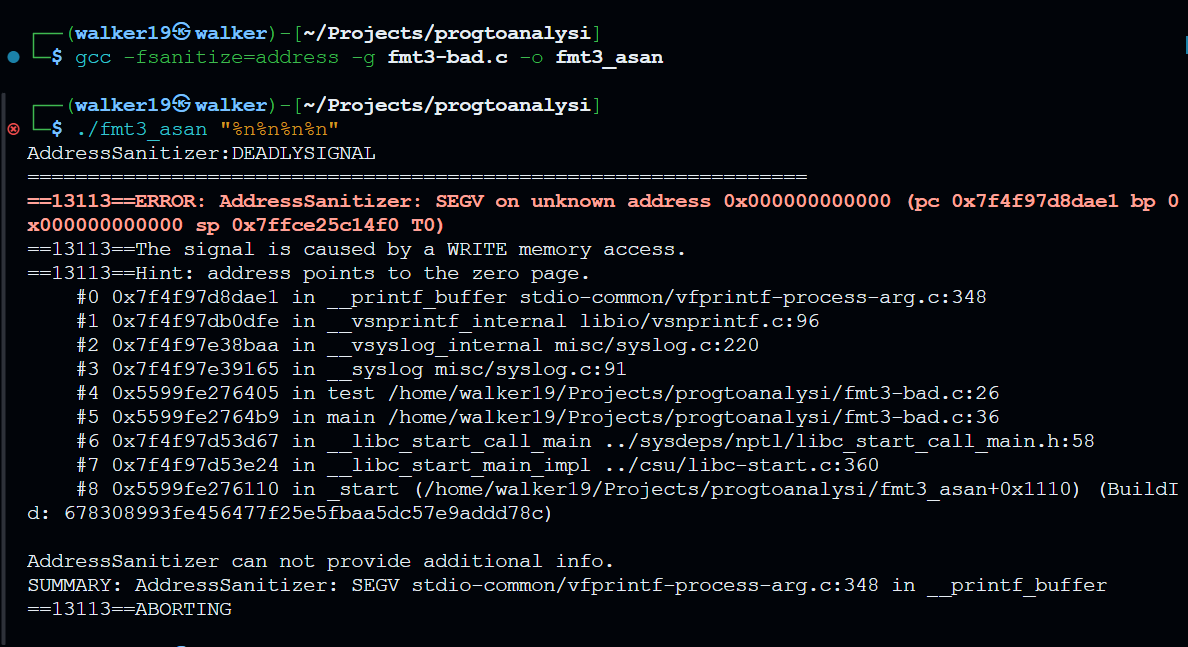 ┌──(walker19㉿walker)-[~/Projects/progtoanalysi]
└─$ gcc -fsanitize=address -g fmt3-bad.c -o fmt3_asan
┌──(walker19㉿walker)-[~/Projects/progtoanalysi]
└─$ ./fmt3_asan "%n%n%n%n"
AddressSanitizer:DEADLYSIGNAL
=================================================================
==13113==ERROR: AddressSanitizer: SEGV on unknown address 0x000000000000 (pc 0x7f4f97d8dae1 bp 0
x000000000000 sp 0x7ffce25c14f0 T0)
==13113==The signal is caused by a WRITE memory access.
==13113==Hint: address points to the zero page.
    #0 0x7f4f97d8dae1 in __printf_buffer stdio-common/vfprintf-process-arg.c:348
    #1 0x7f4f97db0dfe in __vsnprintf_internal libio/vsnprintf.c:96
    #2 0x7f4f97e38baa in __vsyslog_internal misc/syslog.c:220
    #3 0x7f4f97e39165 in __syslog misc/syslog.c:91
    #4 0x5599fe276405 in test /home/walker19/Projects/progtoanalysi/fmt3-bad.c:26
    #5 0x5599fe2764b9 in main /home/walker19/Projects/progtoanalysi/fmt3-bad.c:36
    #6 0x7f4f97d53d67 in __libc_start_call_main ../sysdeps/nptl/libc_start_call_main.h:58
    #7 0x7f4f97d53e24 in __libc_start_main_impl ../csu/libc-start.c:360
    #8 0x5599fe276110 in _start (/home/walker19/Projects/progtoanalysi/fmt3_asan+0x1110) (BuildI
d: 678308993fe456477f25e5fbaa5dc57e9addd78c)
AddressSanitizer can not provide additional info.
SUMMARY: AddressSanitizer: SEGV stdio-common/vfprintf-process-arg.c:348 in __printf_buffer
==13113==ABORTING